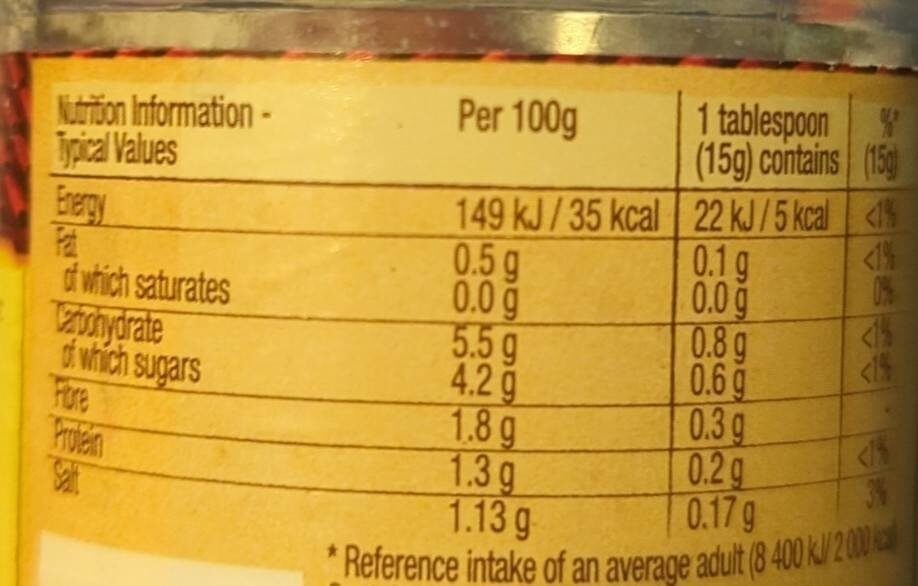 Nutrition Information - Per 100g 1 tablespoon %*
Typical Values (15g) contains (15g)
Energy 149 kJ / 35 kcal 22 kJ / 5 kcal <1%
Fat 0.5 g 0.1 g <1%
of which saturates 0.0 g 0.0 g 0%
Carbohydrate 5.5 g 0.8 g <1%
of which sugars 4.2 g 0.6 g <1%
Fibre 1.8 g 0.3 g -
Protein 1.3 g 0.2 g <1%
Salt 1.13 g 0.17 g 3%
* Reference intake of an average adult (8 400 kJ/ 2 000 kcal